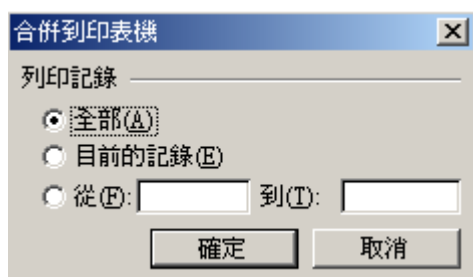 合併到印表機
列印記錄
全部(A)
目前的記錄(E)
從(F): 到(T):
確定 取消